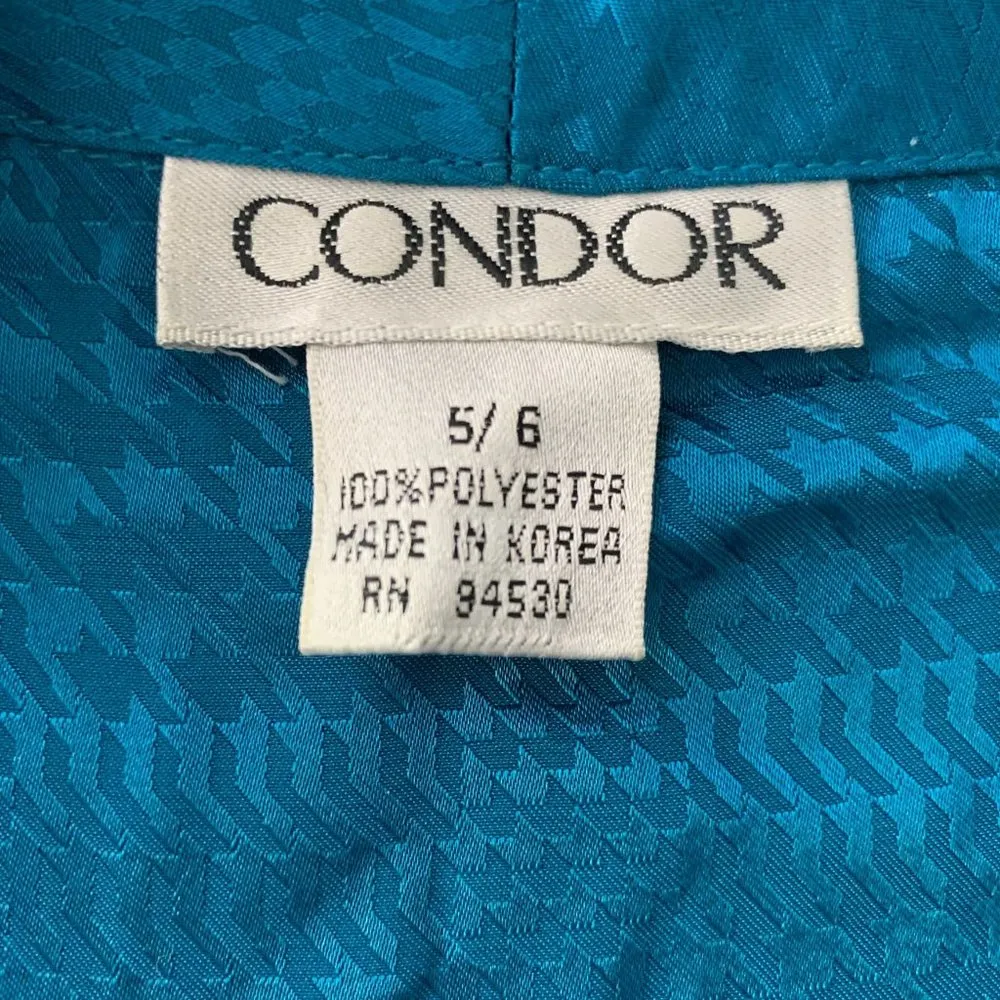 CONDOR
5/6
100% POLYESTER
MADE IN KOREA
RN 94530